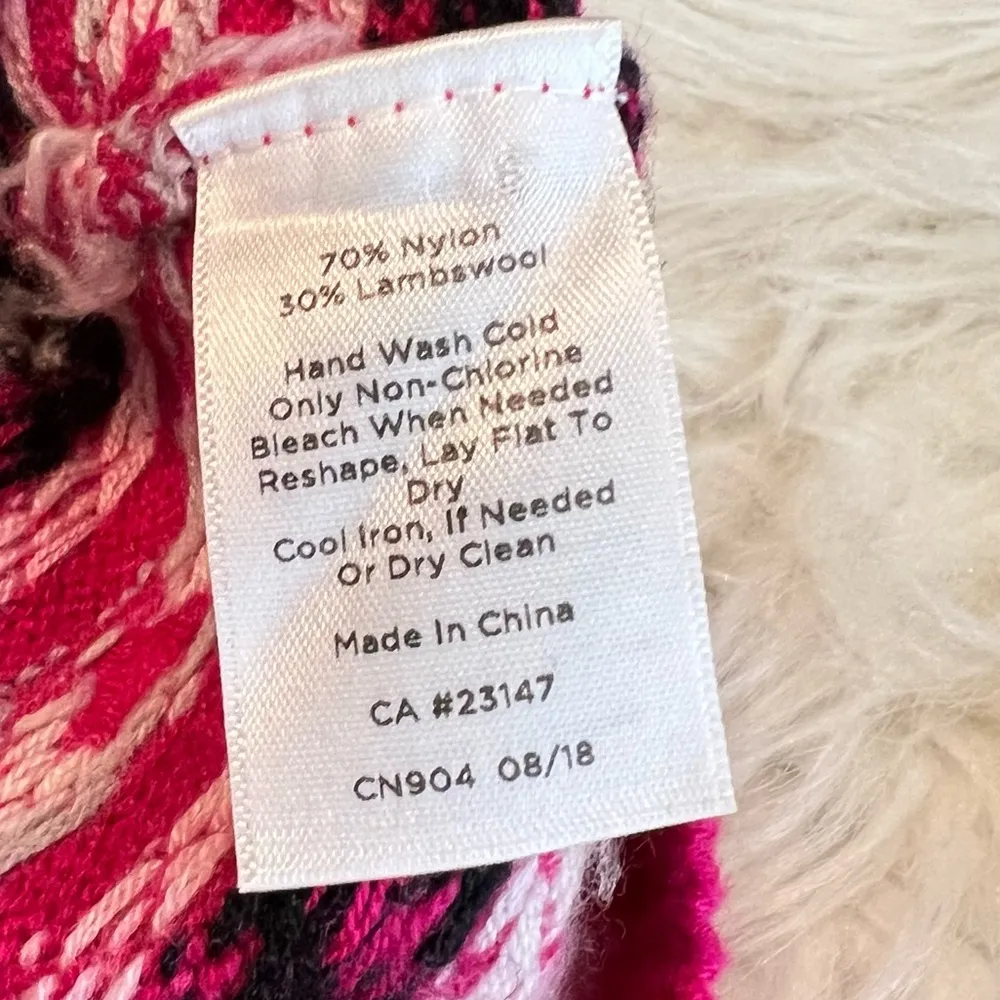 70% Nylon
30% Lambswool
Hand Wash Cold
Only Non-Chlorine
Bleach When Needed
Reshape, Lay Flat To
Dry
Cool Iron, If Needed
Or Dry Clean
Made In China
CA #23147
CN904 08/18